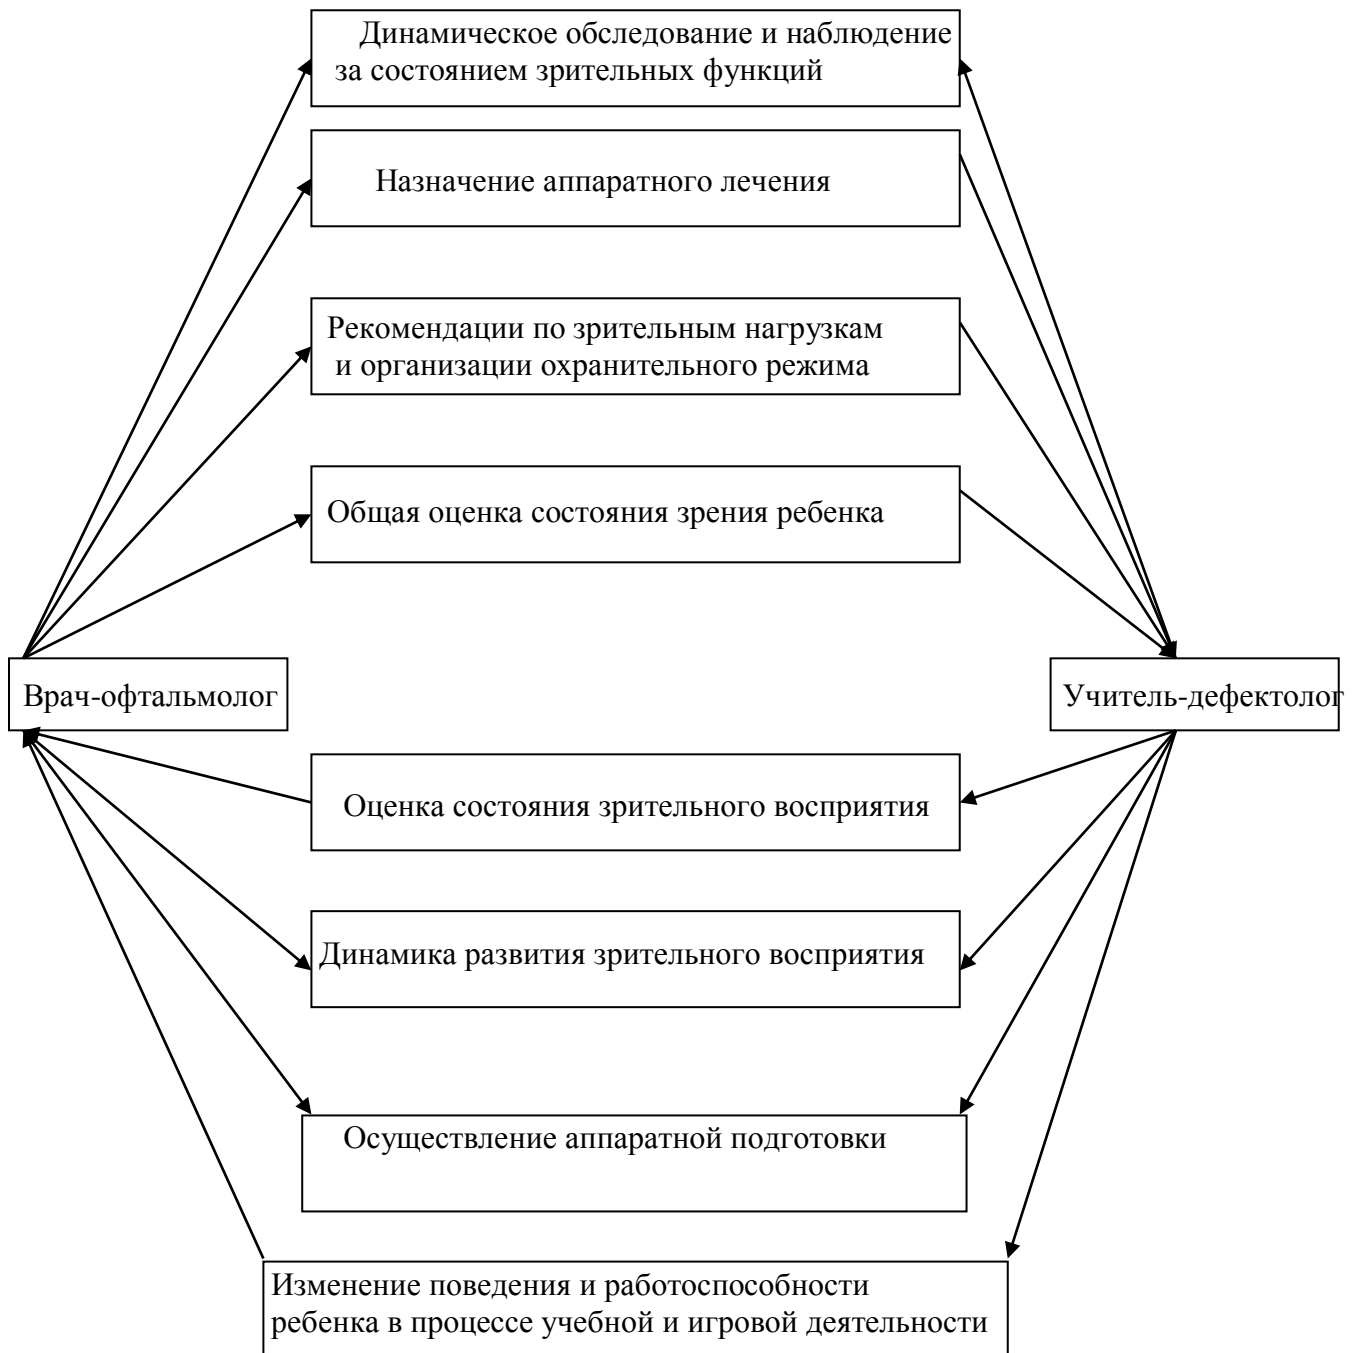 Динамическое обследование и наблюдение
за состоянием зрительных функций
Назначение аппаратного лечения
Рекомендации по зрительным нагрузкам
и организации охранительного режима
Общая оценка состояния зрения ребенка
Врач-офтальмолог
Учитель-дефектолог
Оценка состояния зрительного восприятия
Динамика развития зрительного восприятия
Осуществление аппаратной подготовки
Изменение поведения и работоспособности
ребенка в процессе учебной и игровой деятельности